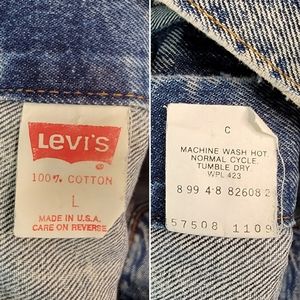 LEVI'S
100% COTTON
L
MADE IN U.S.A.
CARE ON REVERSE
C
MACHINE WASH HOT,
NORMAL CYCLE.
TUMBLE DRY
WPL 423
8 99 4-8 82608 2
57508 1109